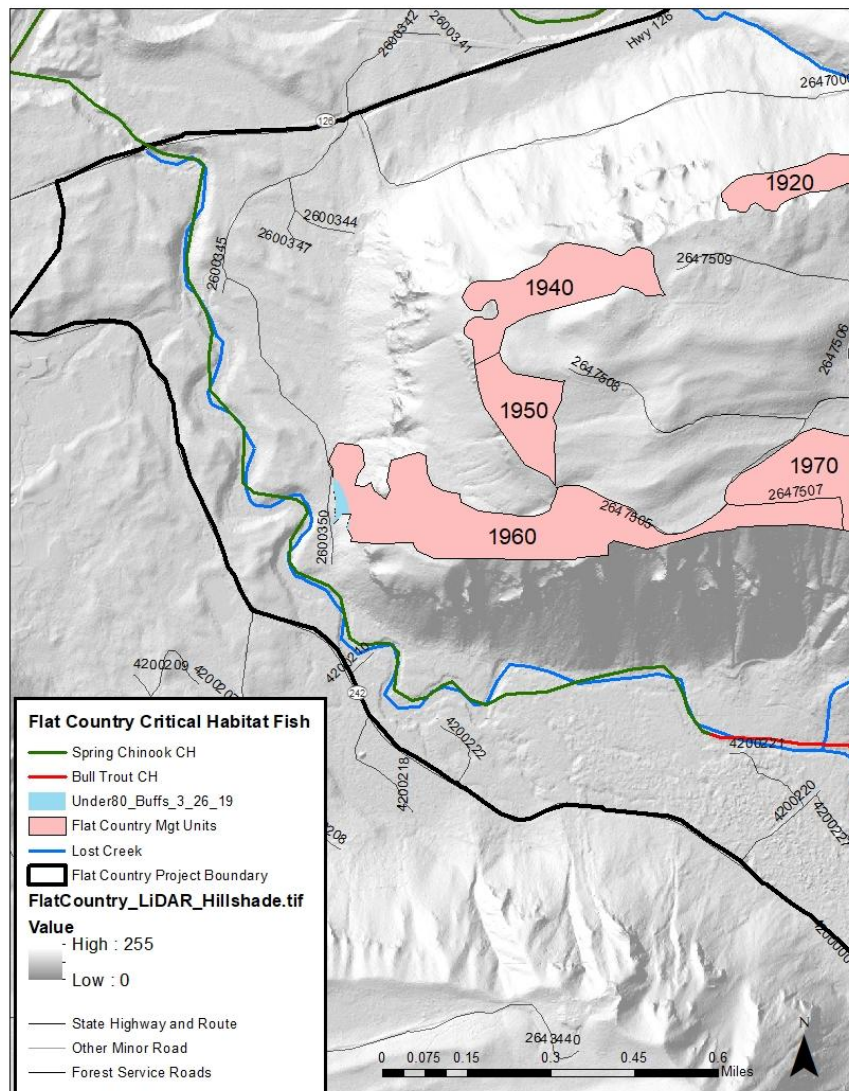 2600342
2600341
Hwy 126
2647000
126
1920
2600344
2600347
2600345
2647509
1940
2647506
2647508
1950
1970
2647507
2647505
2600350
1960
4200210
4200209
242
4200222
4200221
4200218
4200220
4200227
4200000
2643440
Flat Country Critical Habitat Fish
Spring Chinook CH
Bull Trout CH
Under80_Buffs_3_26_19
Flat Country Mgt Units
Lost Creek
Flat Country Project Boundary
FlatCountry_LiDAR_Hillshade.tif
Value
High : 255
Low : 0
State Highway and Route
Other Minor Road
Forest Service Roads
N
0 0.075 0.15 0.3 0.45 0.6
Miles